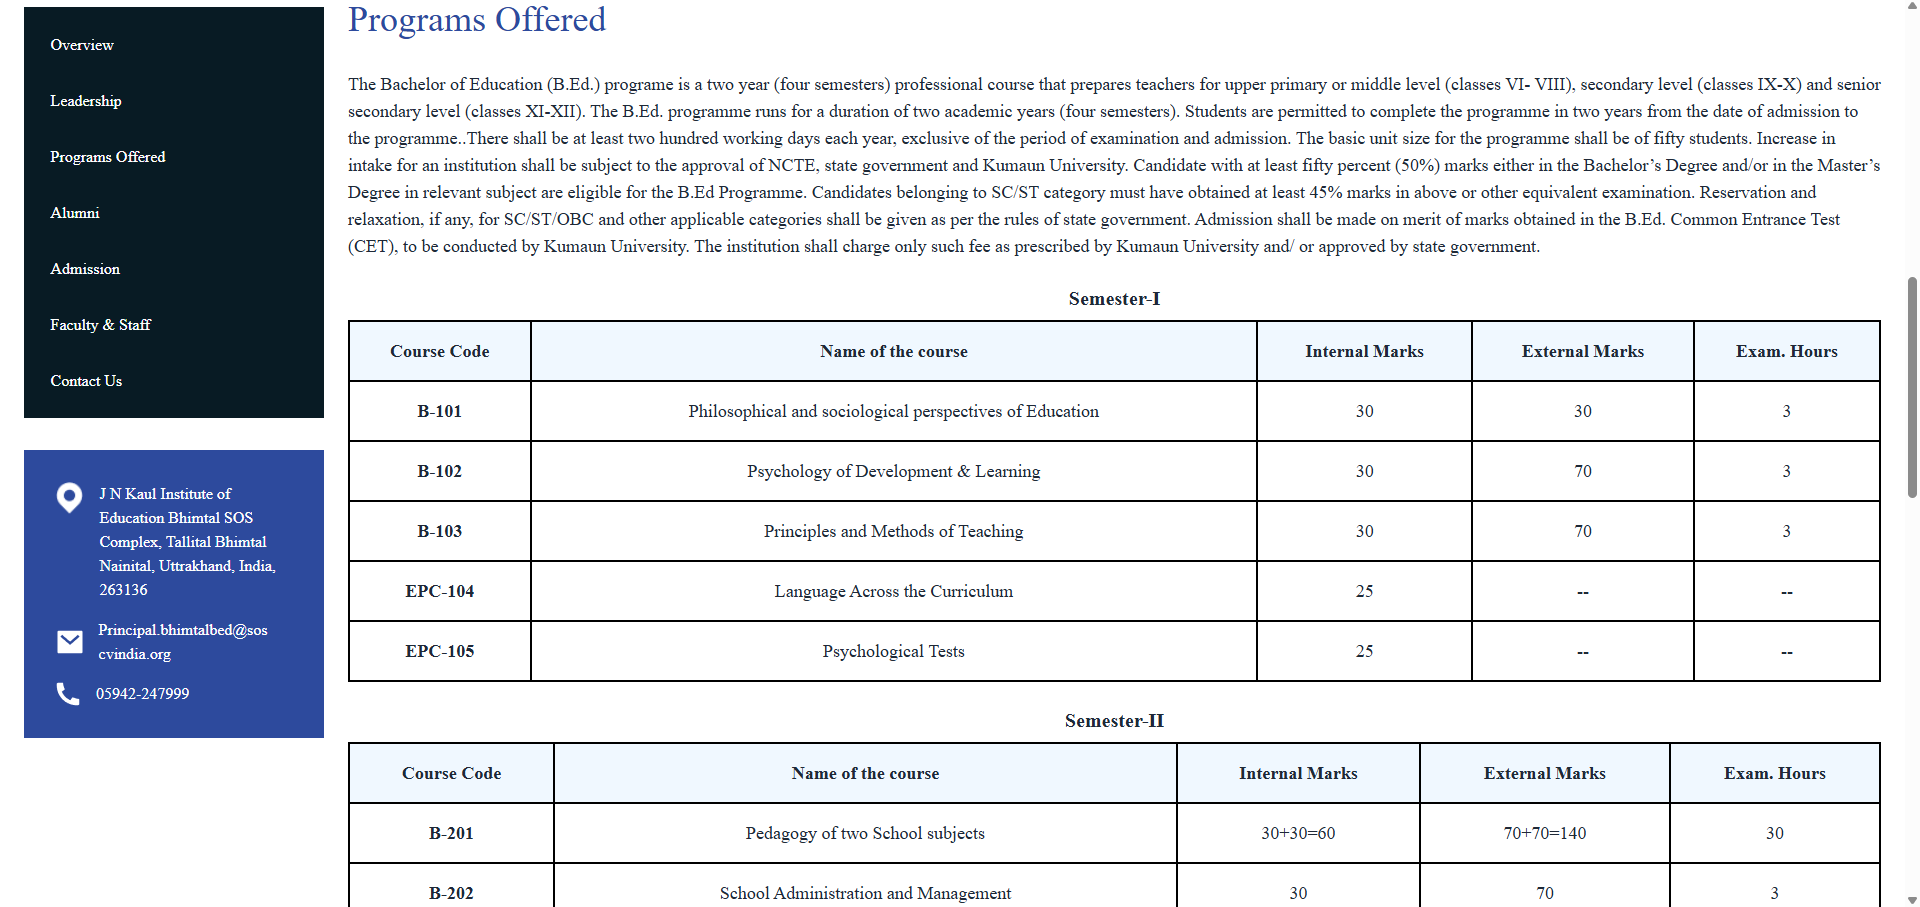 Overview
Leadership
Programs Offered
Alumni
Admission
Faculty & Staff
Contact Us
J N Kaul Institute of
Education Bhimtal SOS
Complex, Tallital Bhimtal
Nainital, Uttrakhand, India,
263136
Principal.bhimtalbed@sos
cvindia.org
05942-247999
Programs Offered
The Bachelor of Education (B.Ed.) programe is a two year (four semesters) professional course that prepares teachers for upper primary or middle level (classes VI- VIII), secondary level (classes IX-X) and senior
secondary level (classes XI-XII). The B.Ed. programme runs for a duration of two academic years (four semesters). Students are permitted to complete the programme in two years from the date of admission to
the programme..There shall be at least two hundred working days each year, exclusive of the period of examination and admission. The basic unit size for the programme shall be of fifty students. Increase in
intake for an institution shall be subject to the approval of NCTE, state government and Kumaun University. Candidate with at least fifty percent (50%) marks either in the Bachelor’s Degree and/or in the Master’s
Degree in relevant subject are eligible for the B.Ed Programme. Candidates belonging to SC/ST category must have obtained at least 45% marks in above or other equivalent examination. Reservation and
relaxation, if any, for SC/ST/OBC and other applicable categories shall be given as per the rules of state government. Admission shall be made on merit of marks obtained in the B.Ed. Common Entrance Test
(CET), to be conducted by Kumaun University. The institution shall charge only such fee as prescribed by Kumaun University and/ or approved by state government.
Semester-I
Course Code Name of the course Internal Marks External Marks Exam. Hours
B-101 Philosophical and sociological perspectives of Education 30 30 3
B-102 Psychology of Development & Learning 30 70 3
B-103 Principles and Methods of Teaching 30 70 3
EPC-104 Language Across the Curriculum 25 -- --
EPC-105 Psychological Tests 25 -- --
Semester-II
Course Code Name of the course Internal Marks External Marks Exam. Hours
B-201 Pedagogy of two School subjects 30+30=60 70+70=140 30
B-202 School Administration and Management 30 70 3